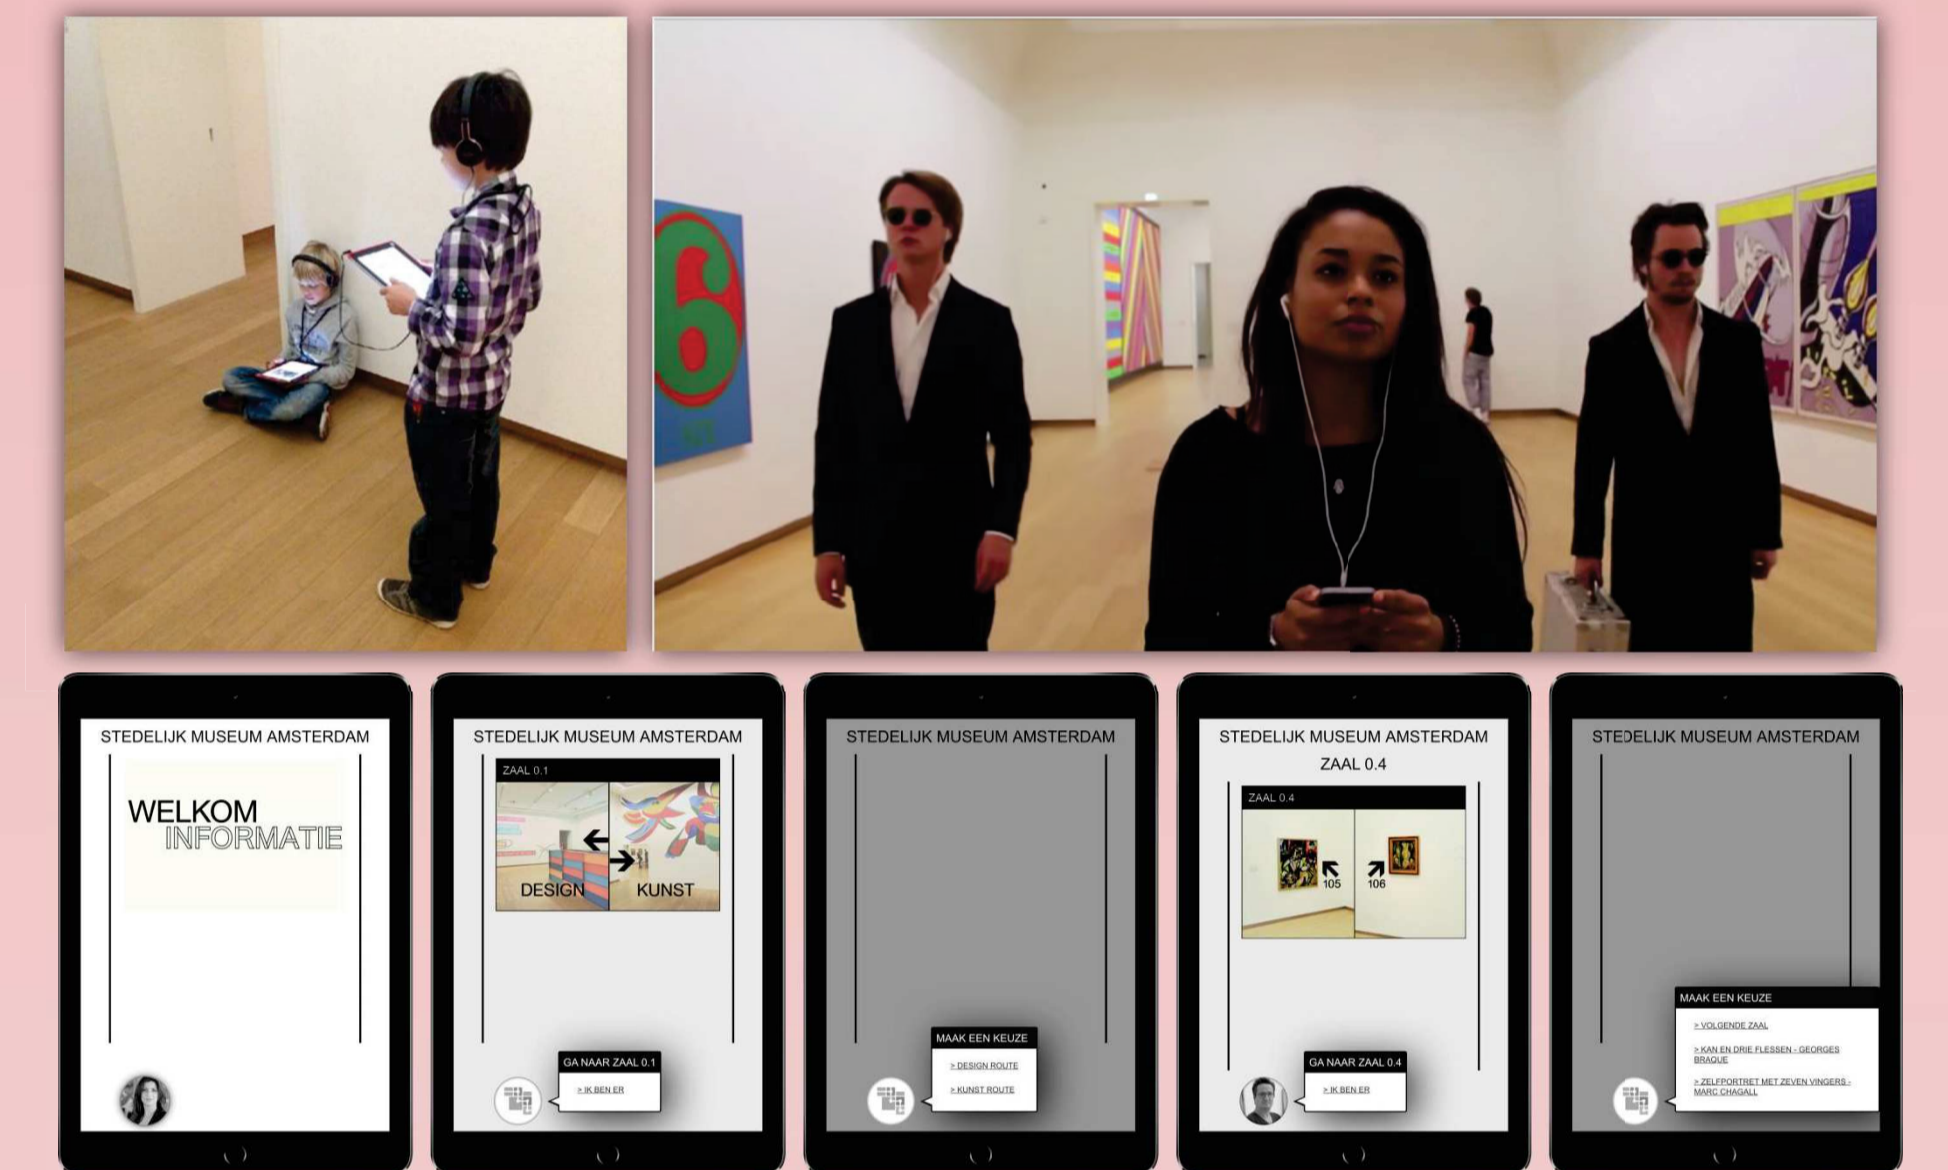 6
STEDELIJK MUSEUM AMSTERDAM
WELKOM
INFORMATIE
STEDELIJK MUSEUM AMSTERDAM
ZAAL 0.1
DESIGN
KUNST
GA NAAR ZAAL 0.1
> IK BEN ER
STEDELIJK MUSEUM AMSTERDAM
MAAK EEN KEUZE
> DESIGN ROUTE
> KUNST ROUTE
STEDELIJK MUSEUM AMSTERDAM
ZAAL 0.4
ZAAL 0.4
105
106
GA NAAR ZAAL 0.4
> IK BEN ER
STEDELIJK MUSEUM AMSTERDAM
MAAK EEN KEUZE
> VOLGENDE ZAAL
> KAN EN DRIE FLESSEN - GEORGES
BRAQUE
> ZELFPORTRET MET ZEVEN VINGERS -
MARC CHAGALL